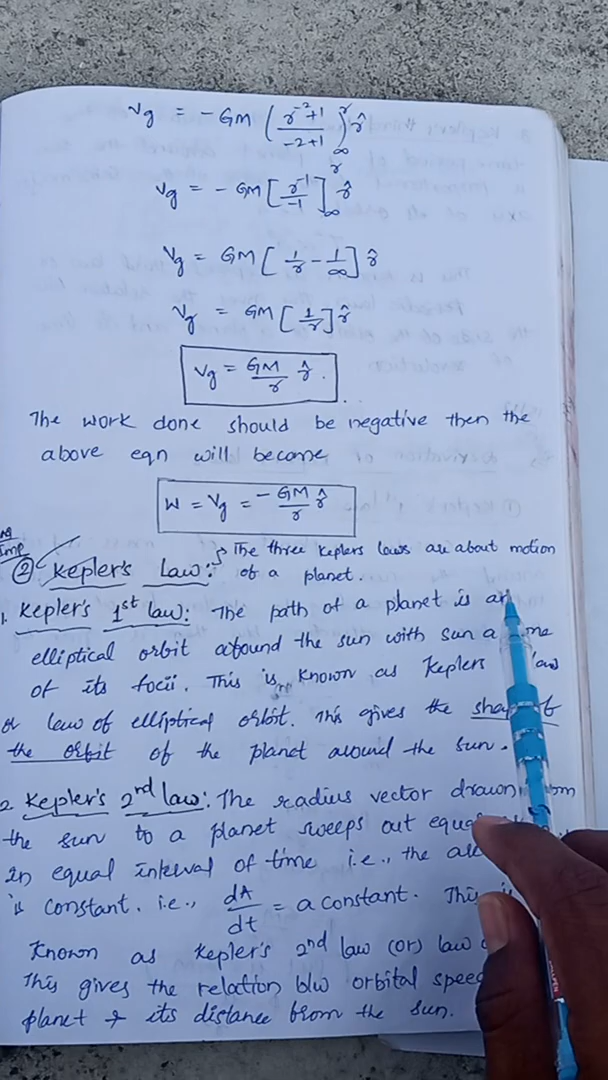 Vg = -GM ( r^-2+1 / -2+1 )^r_∞ r̂
Vg = -GM [ r^-1 / -1 ]^r_∞ r̂
Vg = GM [ 1/r - 1/∞ ] r̂
Vg = GM [ 1/r ] r̂
Vg = GM/r r̂ .
The work done should be negative then the
above eqn will become
W = Vg = -GM/r r̂
Imp
② Kepler's Law: → The three Keplers laws are about motion
of a planet.
1. Kepler's 1st law: The path of a planet is an
elliptical orbit around the sun with sun a
of its focii. This is known as Keplers
or law of elliptical orbit. This gives the
the orbit of the planet around the sun.
2 Kepler's 2nd law: The radius vector drawn
the sun to a planet sweeps out
in equal interval of time i.e., the
is constant. i.e., dA/dt = a constant. This
known as Kepler's 2nd law (or) law
This gives the relation b/w orbital
planet & its distance from the sun.